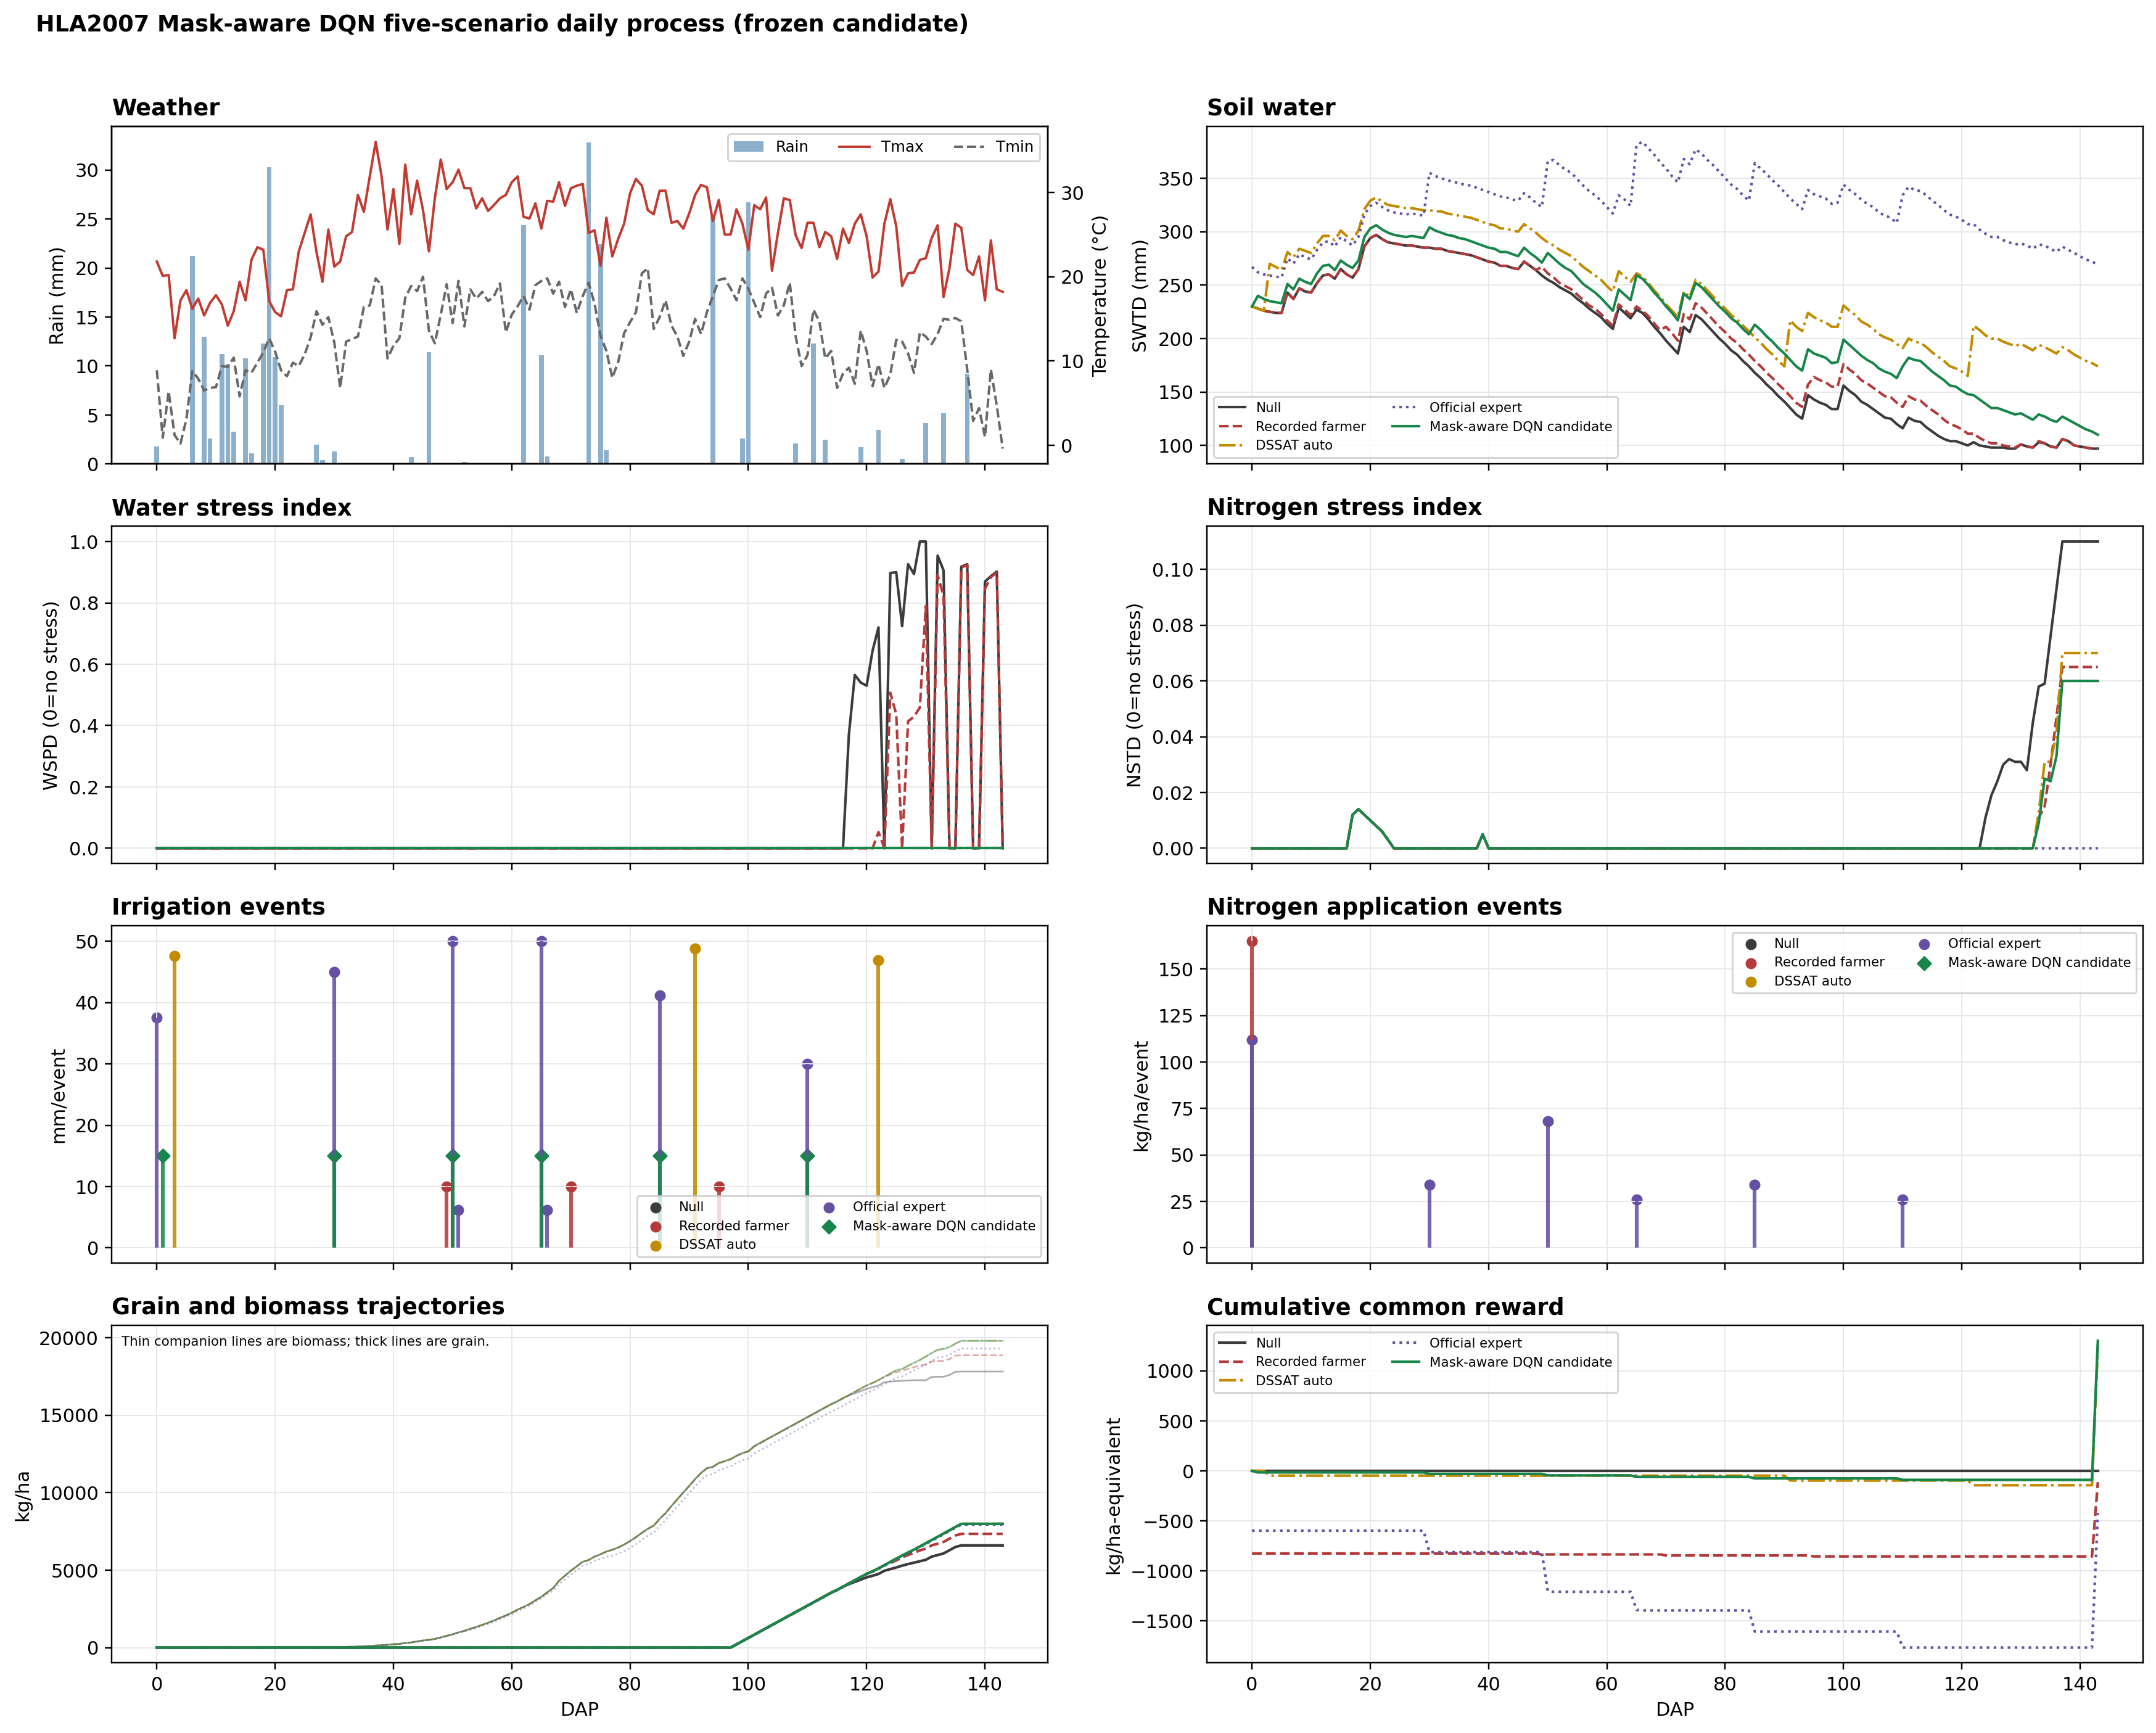 HLA2007 Mask-aware DQN five-scenario daily process (frozen candidate)
Weather
Rain (mm)
30
25
20
15
10
5
0
Rain Tmax Tmin
30
20
10
0
Temperature (°C)
Soil water
SWTD (mm)
350
300
250
200
150
100
Null
Recorded farmer
DSSAT auto
Official expert
Mask-aware DQN candidate
Water stress index
WSPD (0=no stress)
1.0
0.8
0.6
0.4
0.2
0.0
Nitrogen stress index
NSTD (0=no stress)
0.10
0.08
0.06
0.04
0.02
0.00
Irrigation events
mm/event
50
40
30
20
10
0
Null
Recorded farmer
DSSAT auto
Official expert
Mask-aware DQN candidate
Nitrogen application events
kg/ha/event
150
125
100
75
50
25
0
Null
Recorded farmer
DSSAT auto
Official expert
Mask-aware DQN candidate
Grain and biomass trajectories
Thin companion lines are biomass; thick lines are grain.
kg/ha
20000
15000
10000
5000
0
0 20 40 60 80 100 120 140
DAP
Cumulative common reward
kg/ha-equivalent
1000
500
0
−500
−1000
−1500
Null
Recorded farmer
DSSAT auto
Official expert
Mask-aware DQN candidate
0 20 40 60 80 100 120 140
DAP